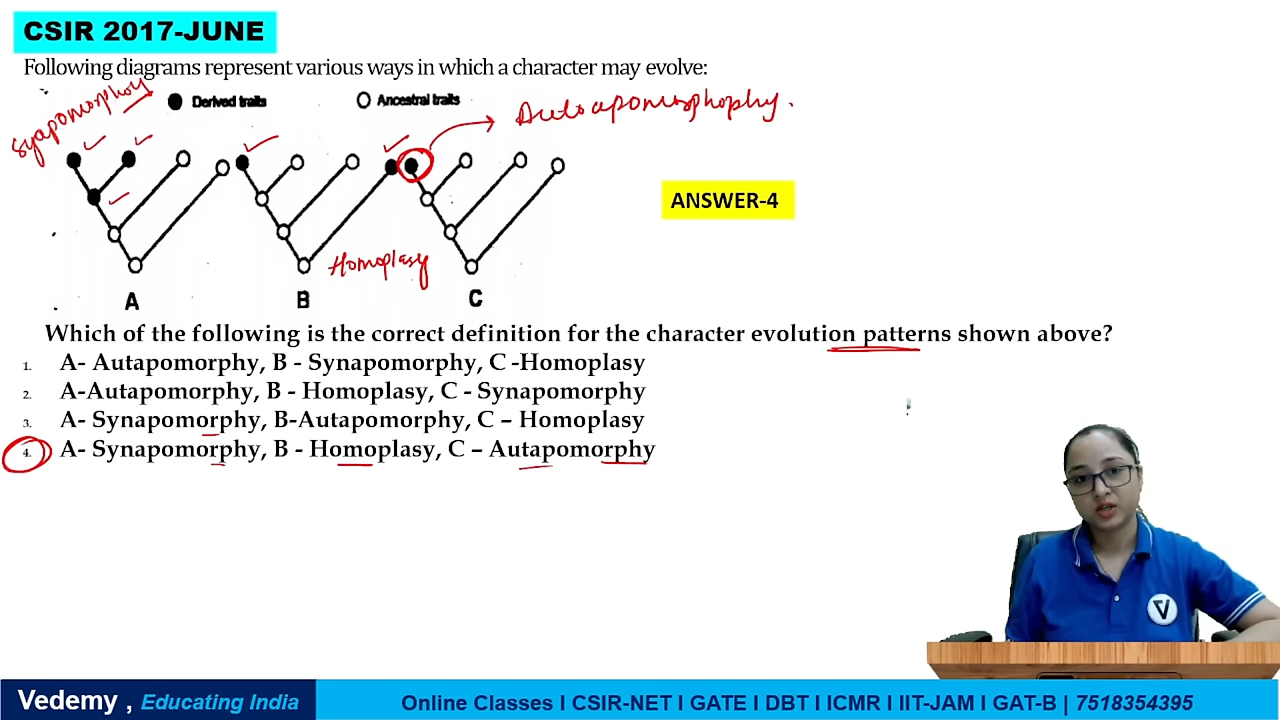 CSIR 2017-JUNE
Following diagrams represent various ways in which a character may evolve:
Synapomorphy
Derived traits
Ancestral traits
Autoapomorphophy.
ANSWER-4
Homoplasy
A
B
C
Which of the following is the correct definition for the character evolution patterns shown above?
1. A- Autapomorphy, B - Synapomorphy, C -Homoplasy
2. A-Autapomorphy, B - Homoplasy, C - Synapomorphy
3. A- Synapomorphy, B-Autapomorphy, C – Homoplasy
4. A- Synapomorphy, B - Homoplasy, C – Autapomorphy
V
Vedemy , Educating India
Online Classes I CSIR-NET I GATE I DBT I ICMR I IIT-JAM I GAT-B | 7518354395